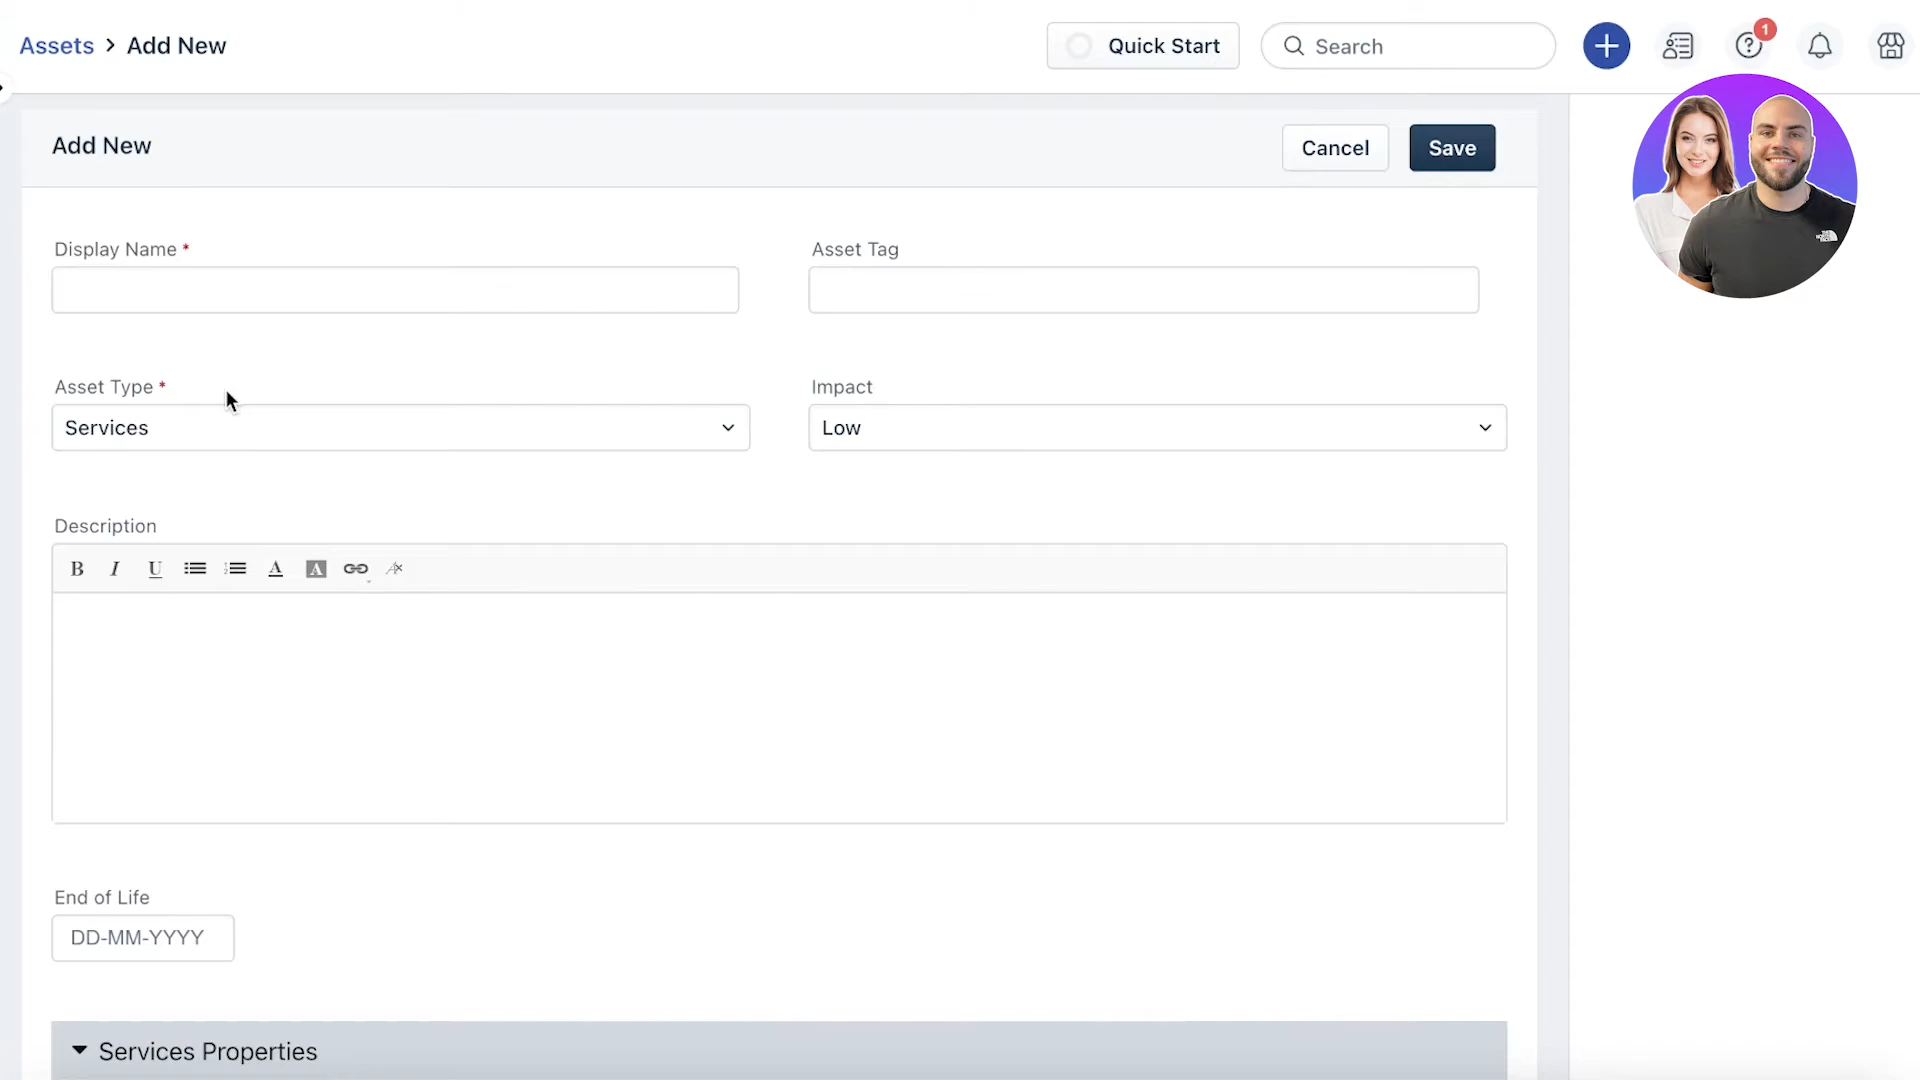 Assets > Add New
Quick Start
Search
1
Add New
Cancel
Save
Display Name *
Asset Tag
Asset Type *
Impact
Services
Low
Description
B I U A A
End of Life
DD-MM-YYYY
Services Properties